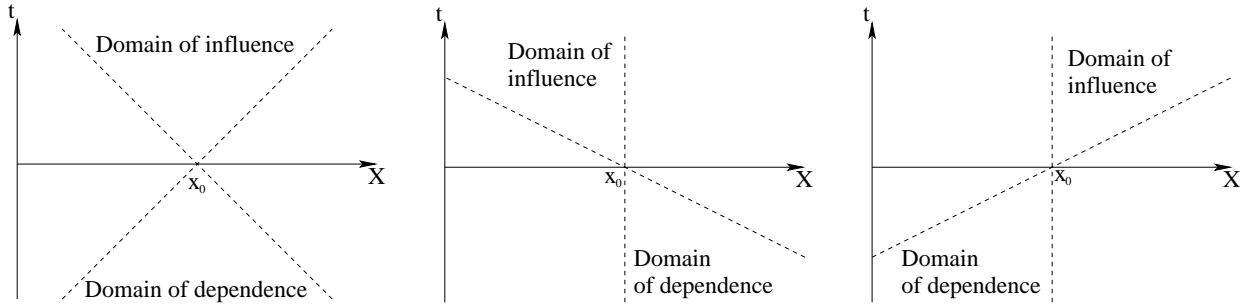 t
Domain of influence
x₀
X
Domain of dependence
t
Domain of
influence
x₀
X
Domain
of dependence
t
Domain of
influence
x₀
X
Domain
of dependence